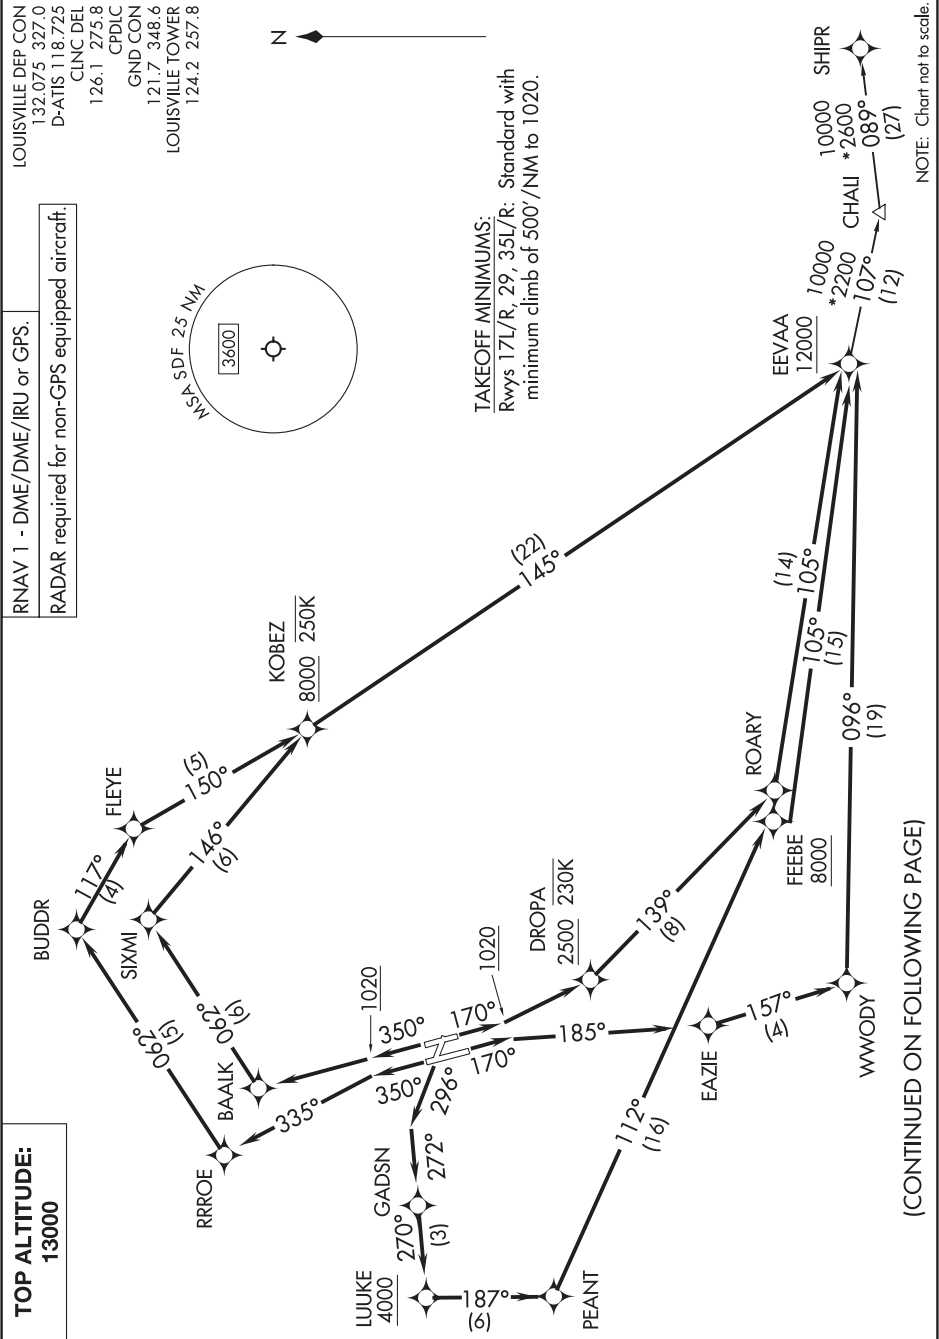 TOP ALTITUDE:
13000
RNAV 1 - DME/DME/IRU or GPS.
RADAR required for non-GPS equipped aircraft.
LOUISVILLE DEP CON
132.075 327.0
D-ATIS 118.725
CLNC DEL
126.1 275.8
CPDLC
GND CON
121.7 348.6
LOUISVILLE TOWER
124.2 257.8
N
MSA SDF 25 NM
3600
TAKEOFF MINIMUMS:
Rwys 17L/R, 29, 35L/R: Standard with
minimum climb of 500'/NM to 1020.
BUDDR
117°
(4)
FLEYE
150°
(5)
KOBEZ
8000 250K
(22)
145°
SIXMI
146°
(6)
062°
(5)
062°
(6)
BAALK
RRROE
335°
350°
350°
1020
1020
170°
170°
185°
296°
272°
GADSN
270°
(3)
LUUKE
4000
187°
(6)
PEANT
112°
(16)
DROPA
2500 230K
139°
(8)
ROARY
FEEBE
8000
(14)
105°
105°
(15)
EAZIE
157°
(4)
WWODY
096°
(19)
EEVAA
12000
10000
*2200
107°
(12)
CHALI
10000
*2600
089°
(27)
SHIPR
(CONTINUED ON FOLLOWING PAGE)
NOTE: Chart not to scale.